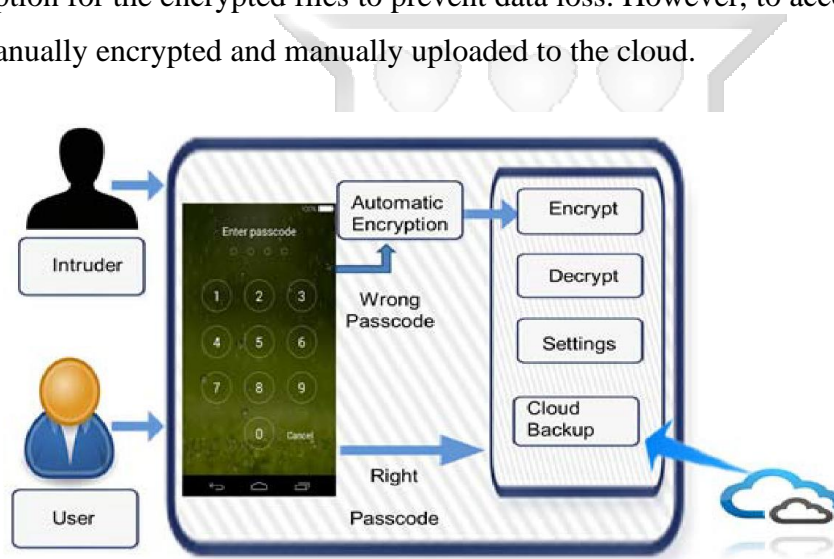 ption for the encrypted files to prevent data loss. However, to acce
anually encrypted and manually uploaded to the cloud.
Intruder
User
100%
Enter passcode
1 2 3
4 5 6
7 8 9
0 Cancel
Automatic
Encryption
Wrong
Passcode
Right
Passcode
Encrypt
Decrypt
Settings
Cloud
Backup